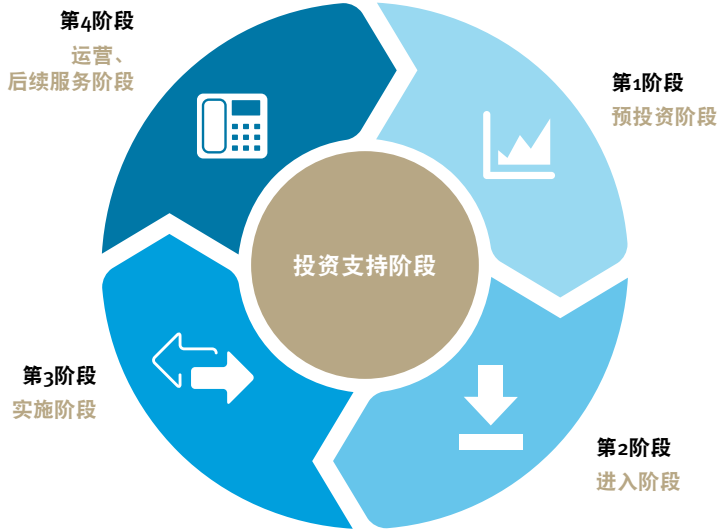 第4阶段
运营、
后续服务阶段
第1阶段
预投资阶段
投资支持阶段
第3阶段
实施阶段
第2阶段
进入阶段